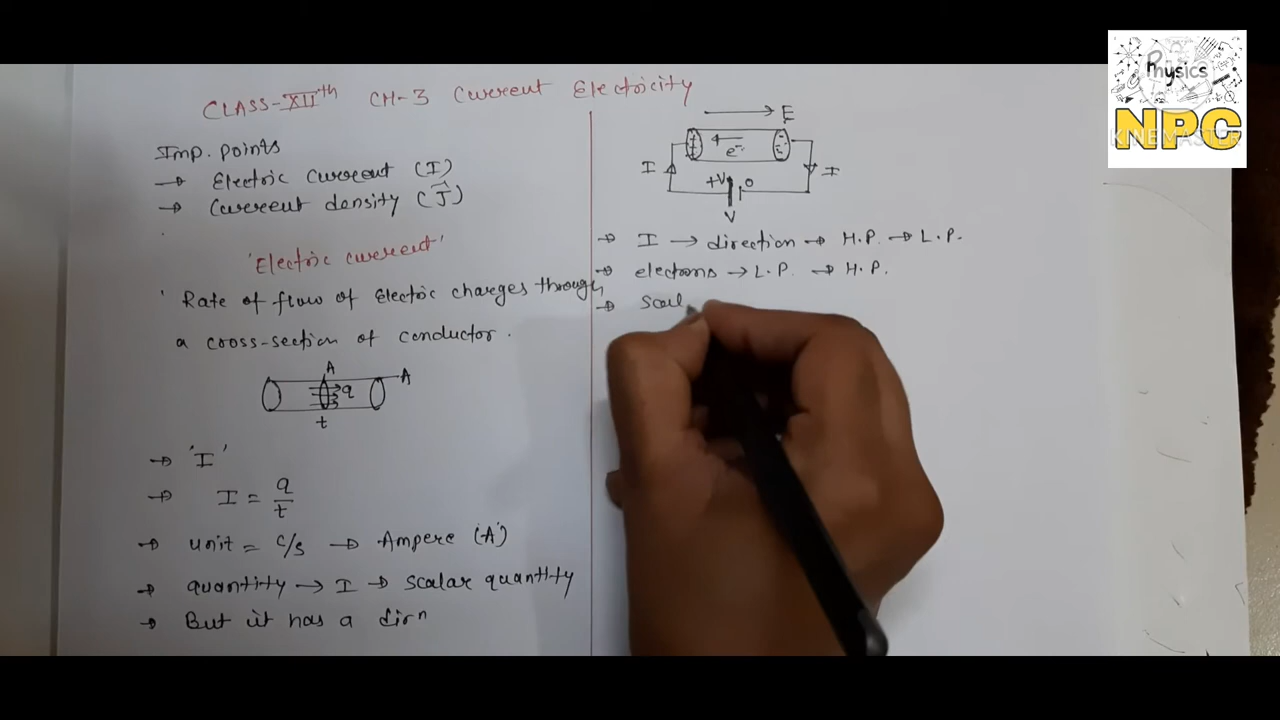 CLASS-XIIth CH-3 Current Electricity
Imp. points
→ Electric Current (I)
→ Current density (J⃗)
'Electric current'
' Rate of flow of Electric charges through
a cross-section of conductor.
A A
q
t
→ 'I'
→ I = q/t
→ unit = C/s → Ampere (A)
→ quantity → I → scalar quantity
→ But it has a dirn
→ E
e-
I I
+V 0
V
→ I → direction → H.P. → L.P.
→ electrons → L.P. → H.P.
→ Scal
Physics
NPC
KINEMASTER